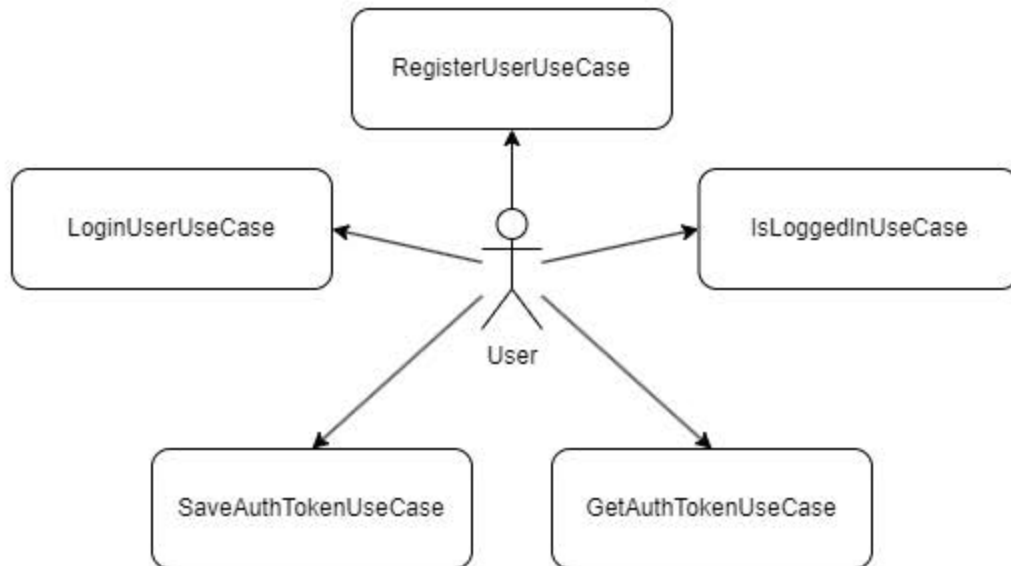 RegisterUserUseCase
LoginUserUseCase
IsLoggedInUseCase
User
SaveAuthTokenUseCase
GetAuthTokenUseCase